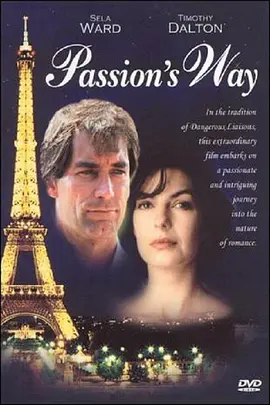 SELA
WARD
TIMOTHY
DALTON
Passion's Way
In the tradition
of Dangerous Liaisons,
this extraordinary
film embarks on
a passionate
and intriguing
journey
into the
nature
of romance.
DVD
VIDEO